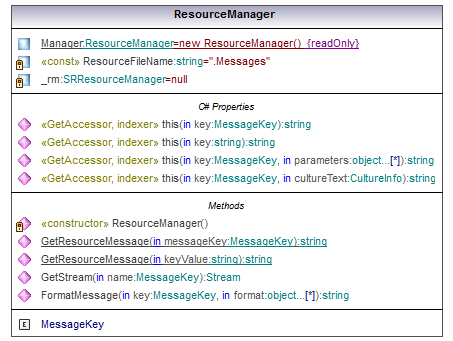 ResourceManager
Manager:ResourceManager=new ResourceManager() {readOnly}
«const» ResourceFileName:string=".Messages"
_rm:SRResourceManager=null
C# Properties
«GetAccessor, indexer» this(in key:MessageKey):string
«GetAccessor, indexer» this(in key:string):string
«GetAccessor, indexer» this(in key:MessageKey, in parameters:object...[*]):string
«GetAccessor, indexer» this(in key:MessageKey, in cultureText:CultureInfo):string
Methods
«constructor» ResourceManager()
GetResourceMessage(in messageKey:MessageKey):string
GetResourceMessage(in keyValue:string):string
GetStream(in name:MessageKey):Stream
FormatMessage(in key:MessageKey, in format:object...[*]):string
E MessageKey